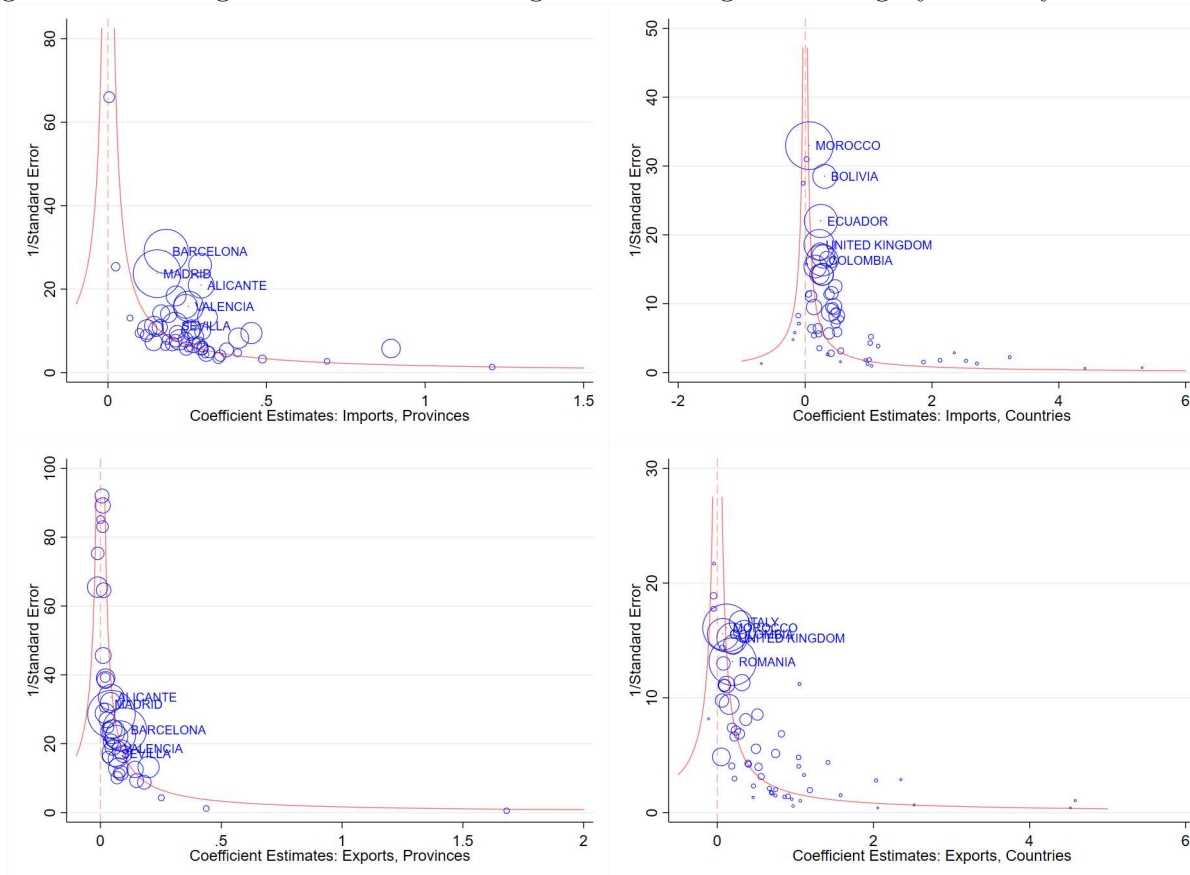 80
60
40
20
0
1/Standard Error
BARCELONA
MADRID
ALICANTE
VALENCIA
SEVILLA
0
.5
1
1.5
Coefficient Estimates: Imports, Provinces
50
40
30
20
10
0
1/Standard Error
MOROCCO
BOLIVIA
ECUADOR
UNITED KINGDOM
COLOMBIA
-2
0
2
4
6
Coefficient Estimates: Imports, Countries
100
80
60
40
20
0
1/Standard Error
ALICANTE
MADRID
BARCELONA
VALENCIA
SEVILLA
0
.5
1
1.5
2
Coefficient Estimates: Exports, Provinces
30
20
10
0
1/Standard Error
ITALY
MOROCCO
COLOMBIA
UNITED KINGDOM
ROMANIA
0
2
4
6
Coefficient Estimates: Exports, Countries